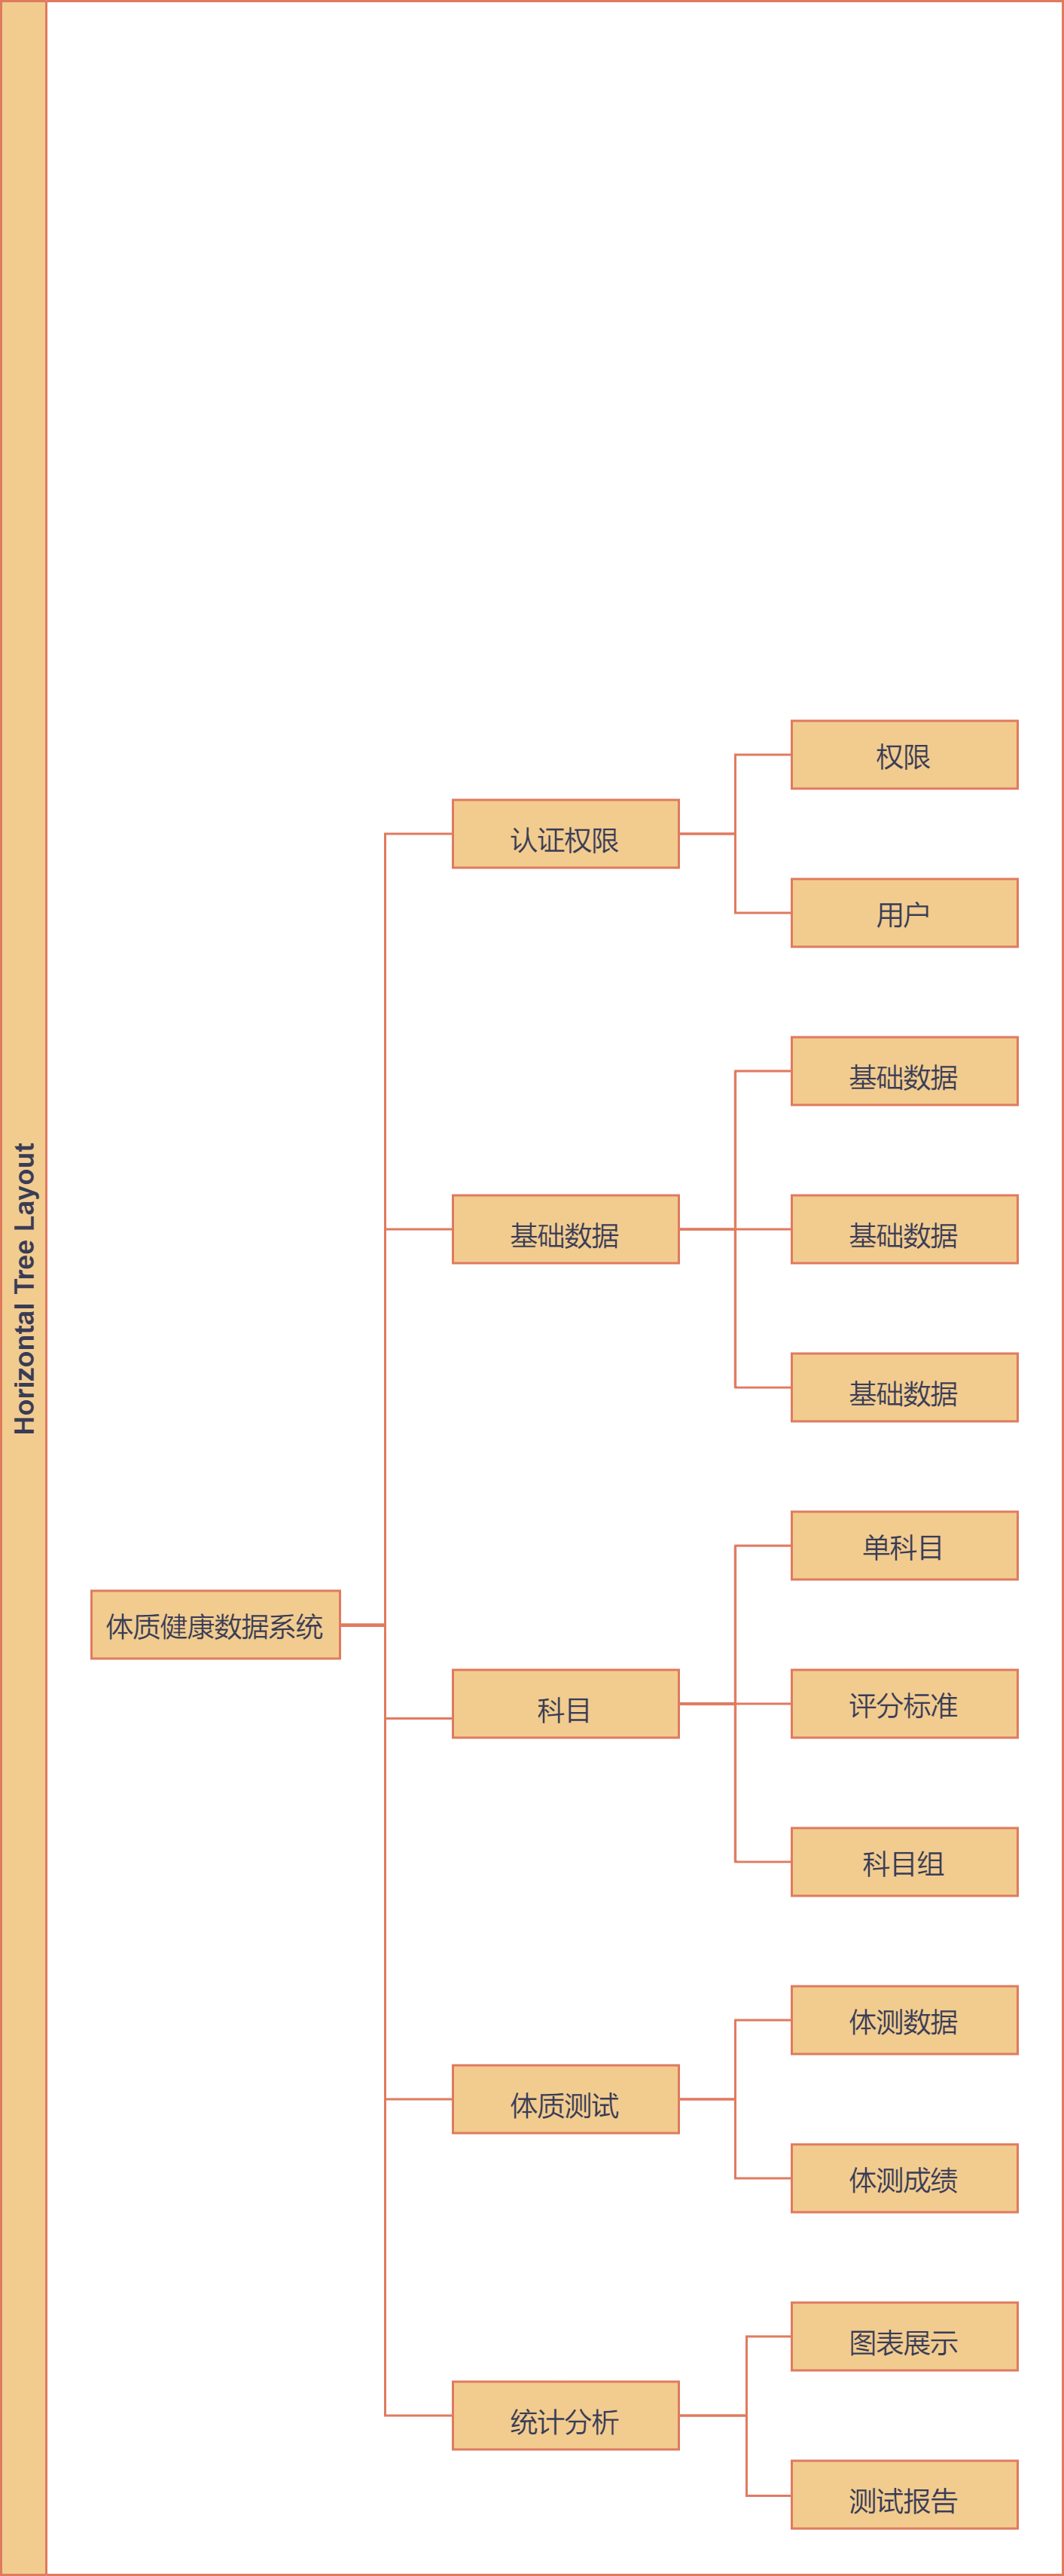 Horizontal Tree Layout
体质健康数据系统
认证权限
权限
用户
基础数据
基础数据
基础数据
基础数据
科目
单科目
评分标准
科目组
体质测试
体测数据
体测成绩
统计分析
图表展示
测试报告